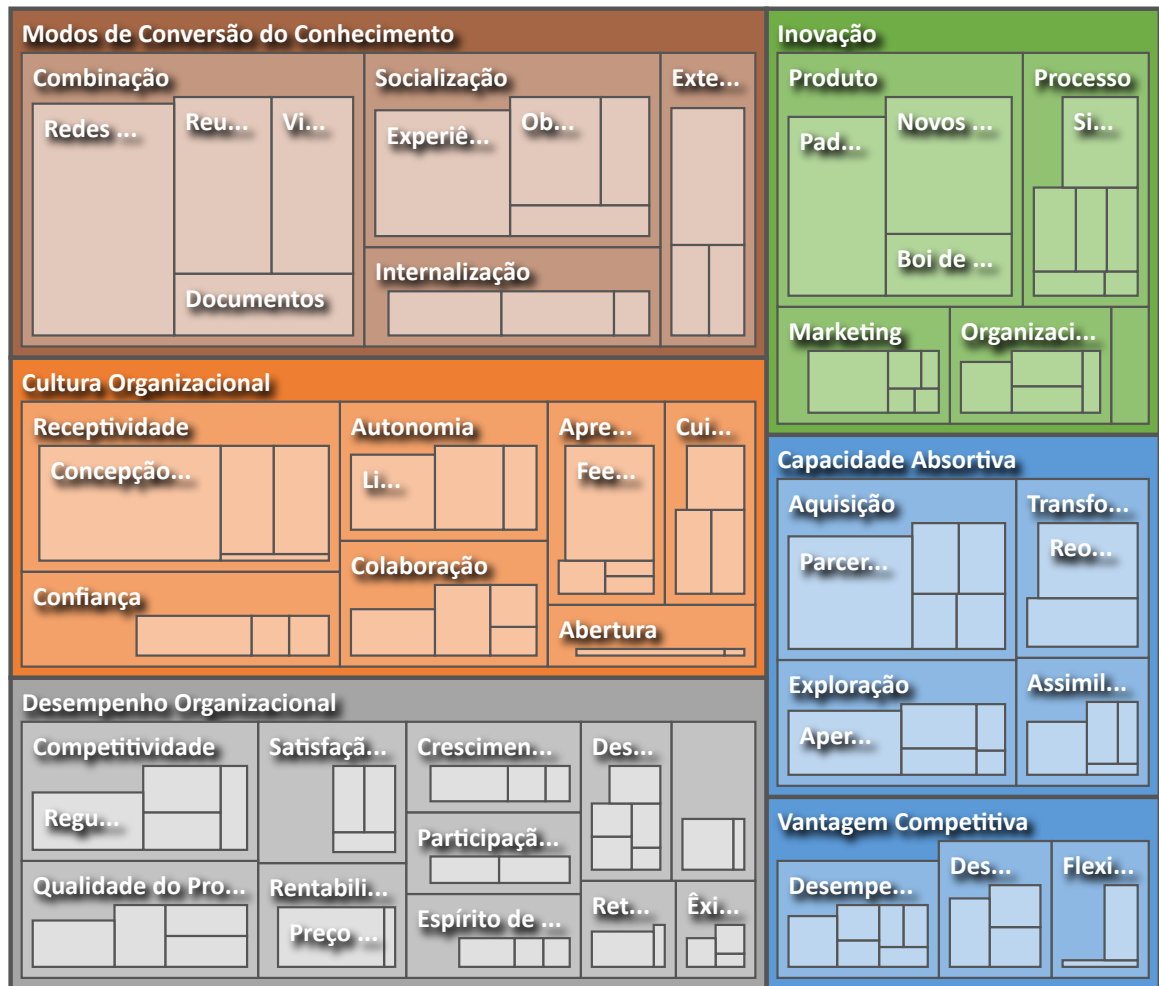 Modos de Conversão do Conhecimento
Combinação
Redes ...
Reu...
Vi...
Documentos
Socialização
Experiê...
Ob...
Internalização
Exte...
Inovação
Produto
Pad...
Novos ...
Boi de ...
Processo
Si...
Marketing
Organizaci...
Cultura Organizacional
Receptividade
Concepção...
Confiança
Autonomia
Li...
Colaboração
Apre...
Fee...
Cui...
Abertura
Capacidade Absortiva
Aquisição
Parcer...
Transfo...
Reo...
Exploração
Aper...
Assimil...
Desempenho Organizacional
Competitividade
Regu...
Qualidade do Pro...
Satisfaçã...
Rentabili...
Preço ...
Crescimen...
Participaçã...
Espírito de ...
Des...
Ret...
Êxi...
Vantagem Competitiva
Desempe...
Des...
Flexi...